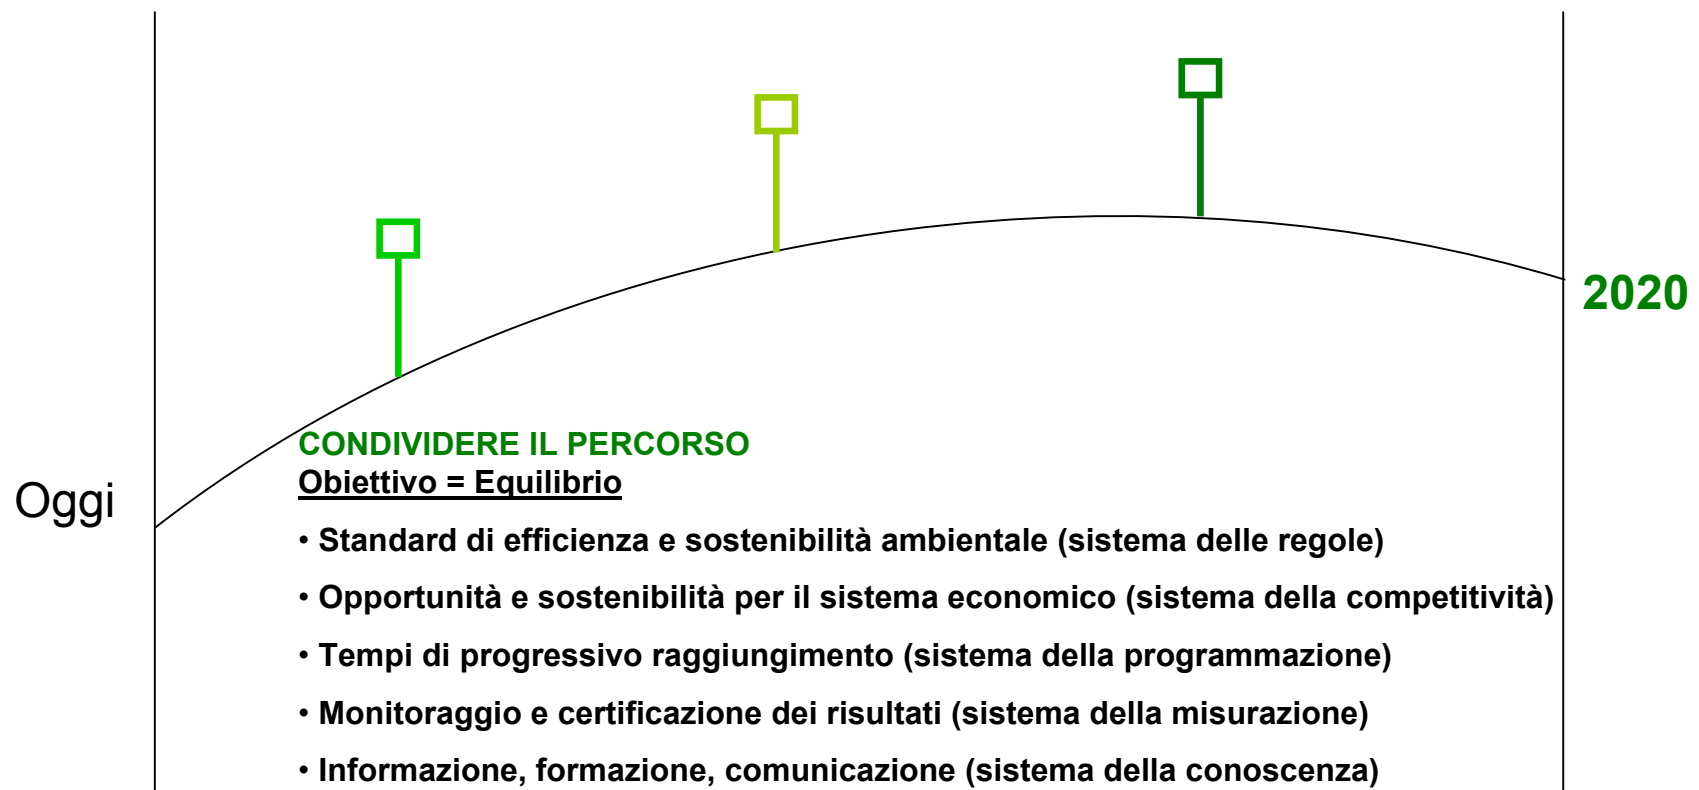 2020
CONDIVIDERE IL PERCORSO
Obiettivo = Equilibrio
Oggi
• Standard di efficienza e sostenibilità ambientale (sistema delle regole)
• Opportunità e sostenibilità per il sistema economico (sistema della competitività)
• Tempi di progressivo raggiungimento (sistema della programmazione)
• Monitoraggio e certificazione dei risultati (sistema della misurazione)
• Informazione, formazione, comunicazione (sistema della conoscenza)